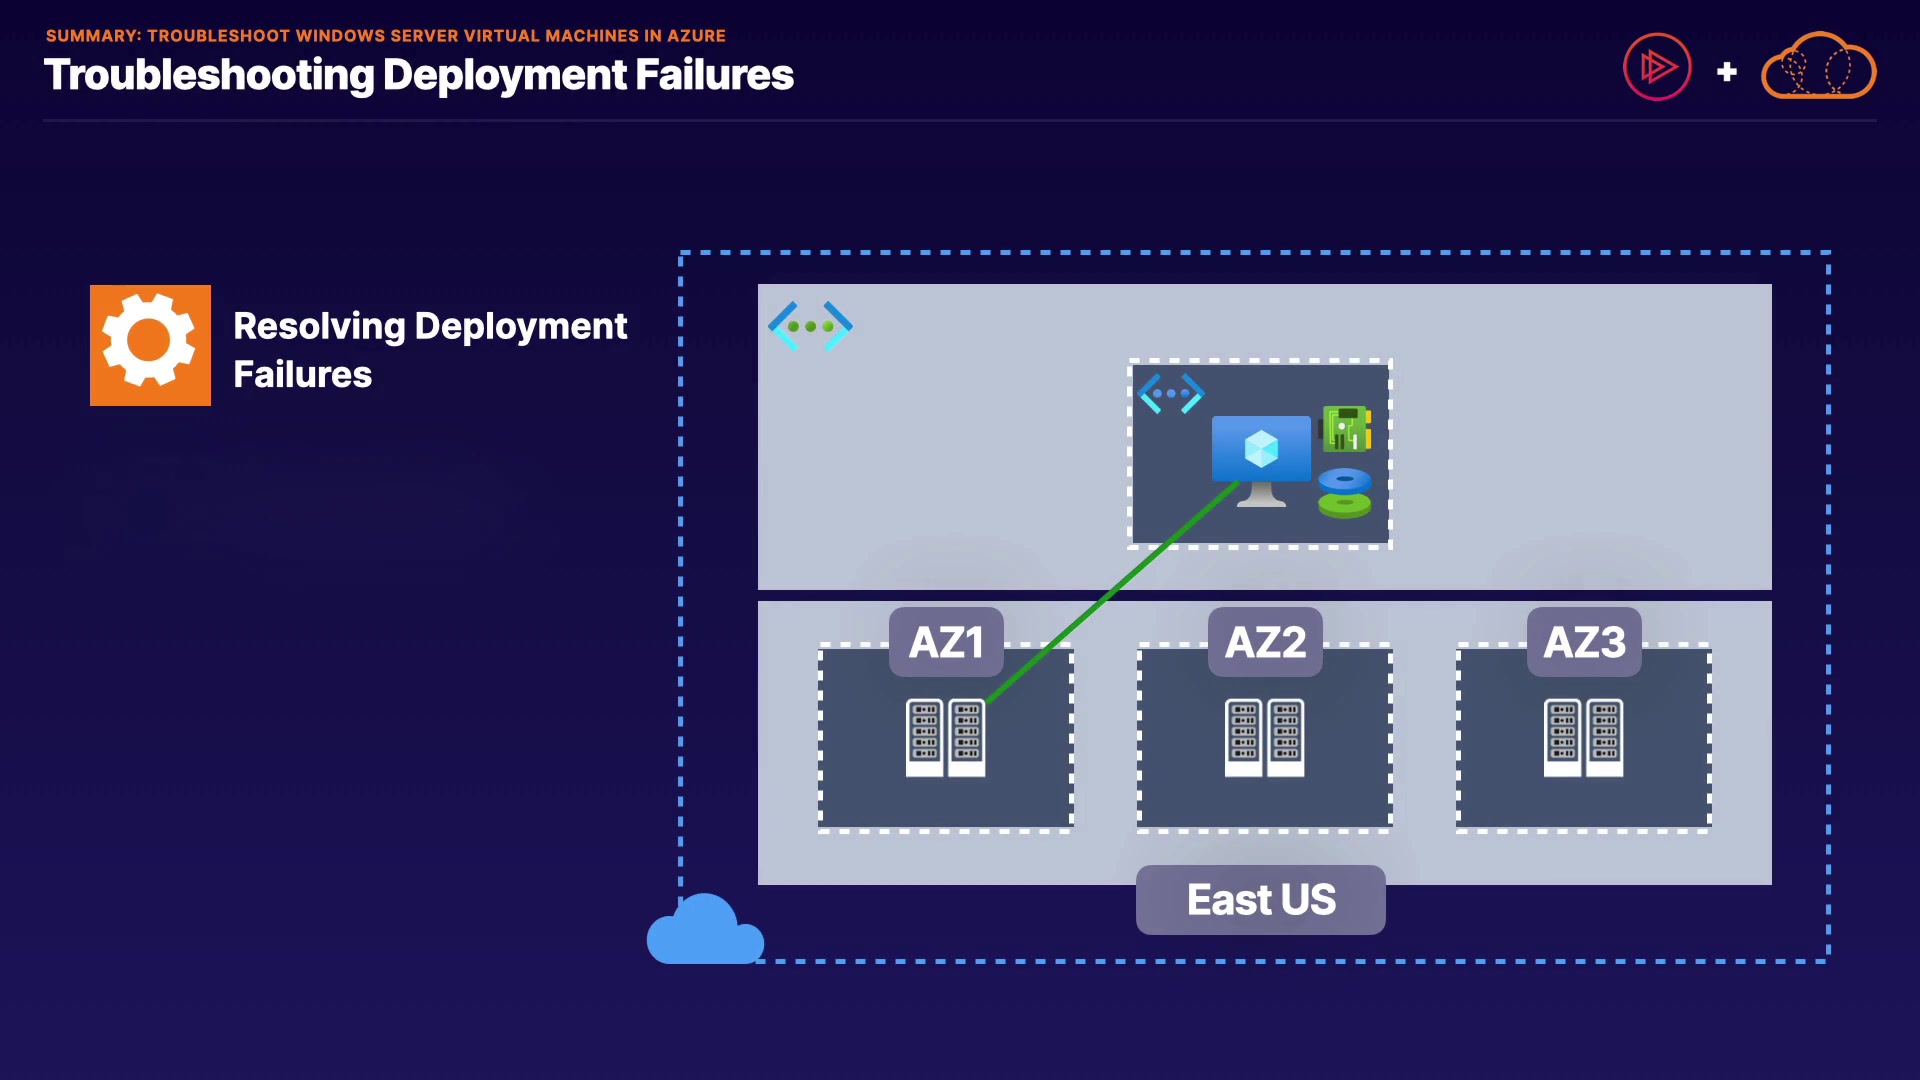 SUMMARY: TROUBLESHOOT WINDOWS SERVER VIRTUAL MACHINES IN AZURE
Troubleshooting Deployment Failures
Resolving Deployment
Failures
AZ1
AZ2
AZ3
East US